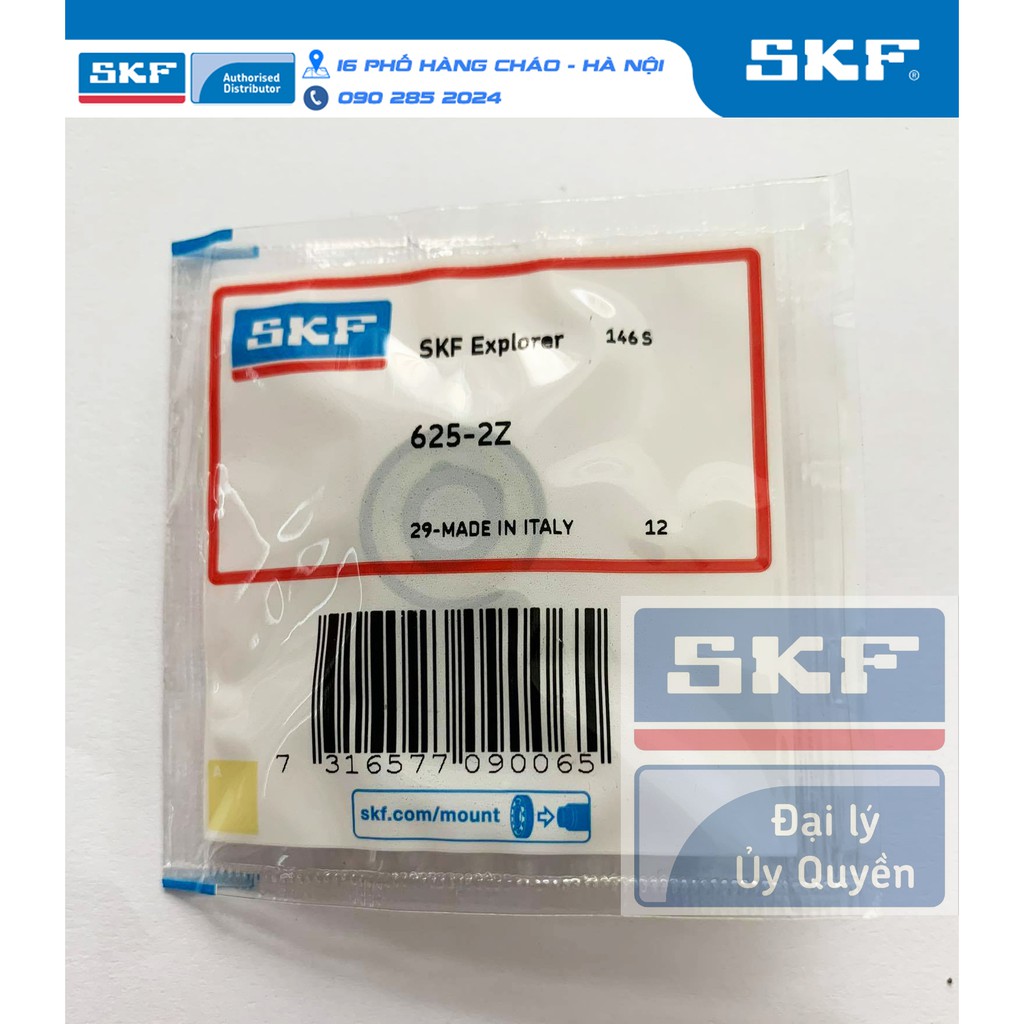 SKF
Authorised
Distributor
16 PHỐ HÀNG CHÁO - HÀ NỘI
090 285 2024
SKF®
SKF
SKF Explorer 146 S
625-2Z
29-MADE IN ITALY 12
7 316577 090065
A
skf.com/mount
SKF
Đại lý
Ủy Quyền